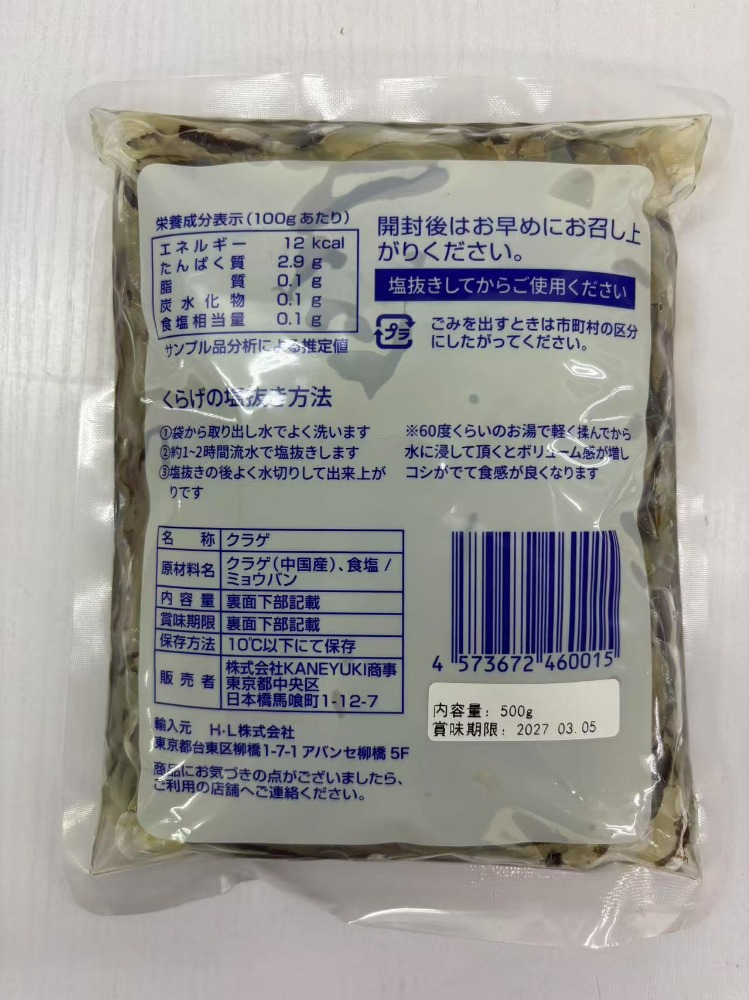 栄養成分表示(100gあたり)
エネルギー 12 kcal
たんぱく質 2.9 g
脂質 0.1 g
炭水化物 0.1 g
食塩相当量 0.1 g
サンプル品分析による推定値
開封後はお早めにお召し上
がりください。
塩抜きしてからご使用ください
プラ
ごみを出すときは市町村の区分
にしたがってください。
くらげの塩抜き方法
①袋から取り出し水でよく洗います
②約1~2時間流水で塩抜きします
③塩抜きの後よく水切りして出来上が
りです
※60度くらいのお湯で軽く揉んでから
水に浸して頂くとボリューム感が増し
コシがでて食感が良くなります
名称 クラゲ
原材料名 クラゲ(中国産)、食塩/
ミョウバン
内容量 裏面下部記載
賞味期限 裏面下部記載
保存方法 10℃以下にて保存
販売者 株式会社KANEYUKI商事
東京都中央区
日本橋馬喰町1-12-7
輸入元 H・L株式会社
東京都台東区柳橋1-7-1 アバンセ柳橋 5F
商品にお気づきの点がございましたら、
ご利用の店舗へご連絡ください。
4 573672 460015
内容量: 500g
賞味期限: 2027.03.05